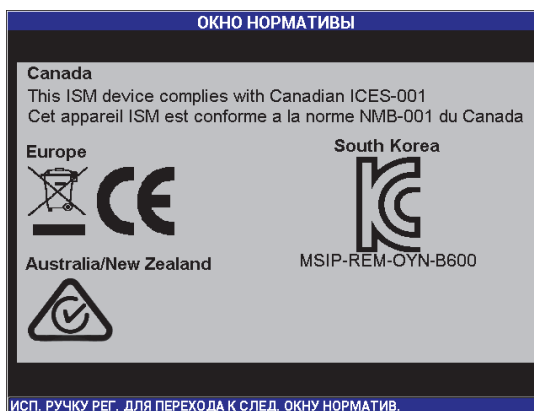 ОКНО НОРМАТИВЫ
Canada
This ISM device complies with Canadian ICES-001
Cet appareil ISM est conforme a la norme NMB-001 du Canada
Europe
CE
South Korea
KC
MSIP-REM-OYN-B600
Australia/New Zealand
ИСП. РУЧКУ РЕГ. ДЛЯ ПЕРЕХОДА К СЛЕД. ОКНУ НОРМАТИВ.